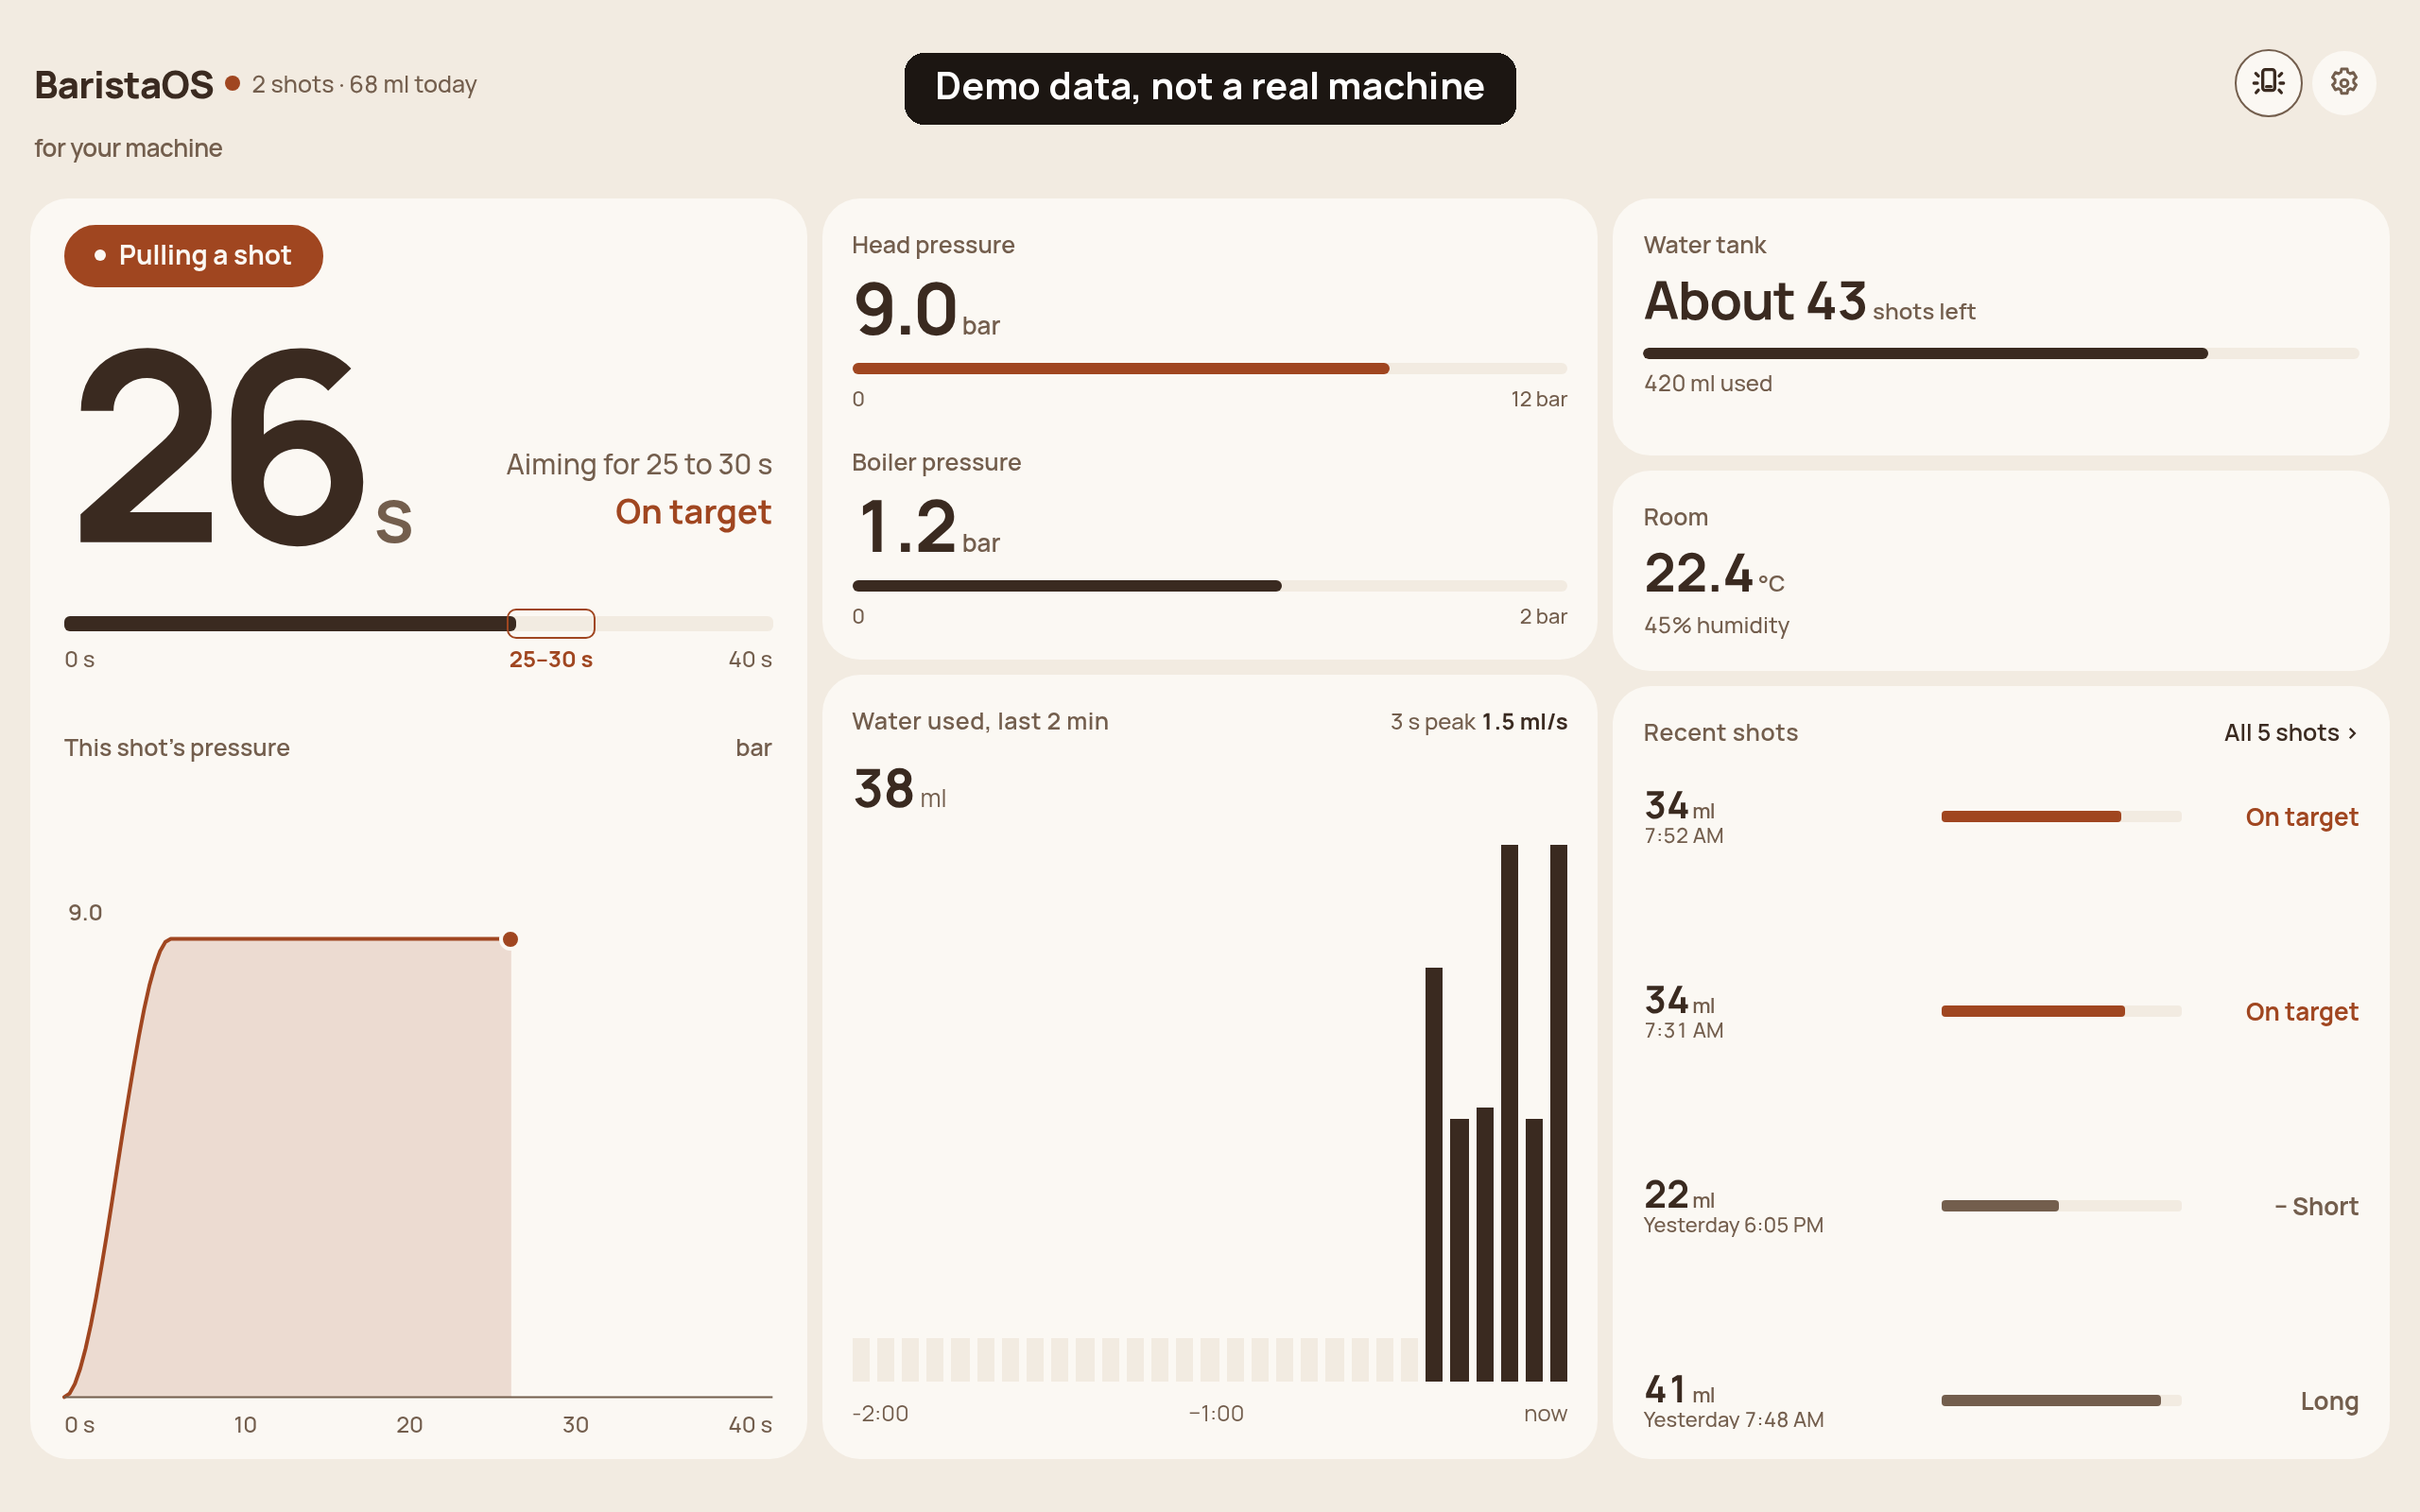 BaristaOS
2 shots · 68 ml today
Demo data, not a real machine
for your machine
Pulling a shot
26 s
Aiming for 25 to 30 s
On target
0 s
25–30 s
40 s
This shot’s pressure
bar
9.0
0 s
10
20
30
40 s
Head pressure
9.0 bar
0
12 bar
Boiler pressure
1.2 bar
0
2 bar
Water used, last 2 min
3 s peak 1.5 ml/s
38 ml
-2:00
−1:00
now
Water tank
About 43 shots left
420 ml used
Room
22.4 °C
45% humidity
Recent shots
All 5 shots ›
34 ml
7:52 AM
On target
34 ml
7:31 AM
On target
22 ml
Yesterday 6:05 PM
– Short
41 ml
Yesterday 7:48 AM
Long